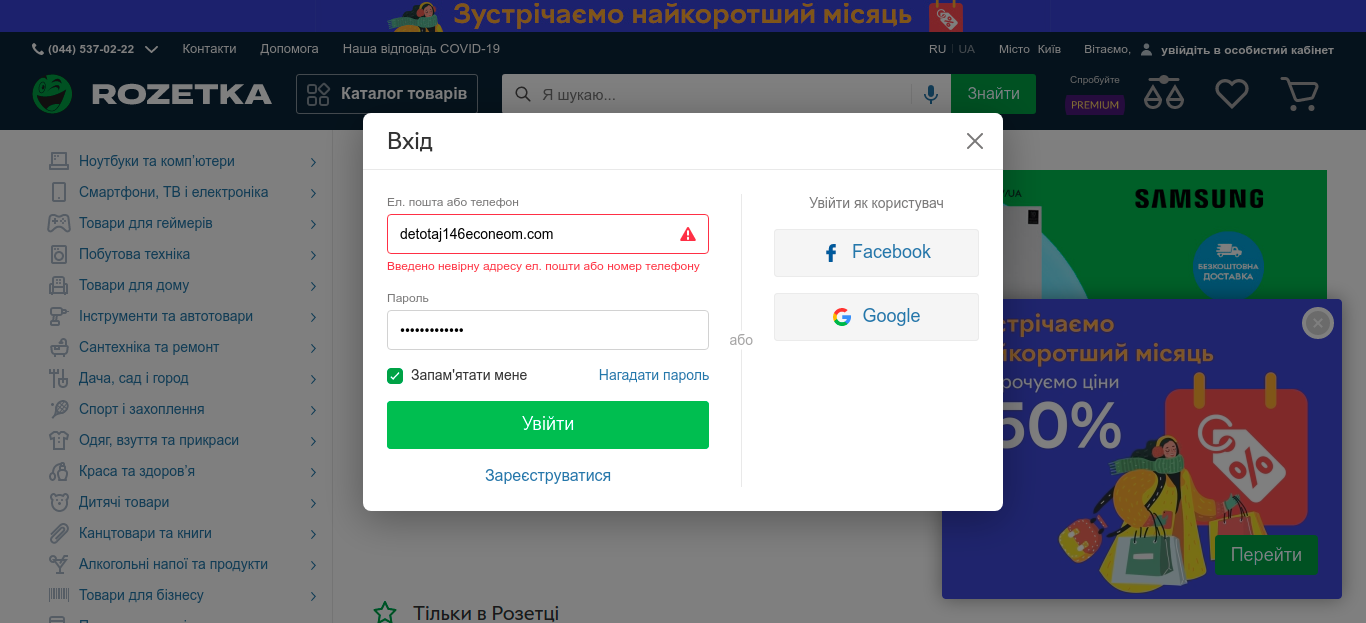 Зустрічаємо найкоротший місяць
(044) 537-02-22 Контакти Допомога Наша відповідь COVID-19 RU UA Місто Київ Вітаємо, увійдіть в особистий кабінет
ROZETKA Каталог товарів Я шукаю... Знайти Спробуйте PREMIUM
Вхід
Ел. пошта або телефон
detotaj146econeom.com
Введено невірну адресу ел. пошти або номер телефону
Пароль
•••••••••••••
Запам'ятати мене Нагадати пароль
Увійти
Зареєструватися
або
Увійти як користувач
Facebook
Google
Ноутбуки та комп'ютери
Смартфони, ТВ і електроніка
Товари для геймерів
Побутова техніка
Товари для дому
Інструменти та автотовари
Сантехніка та ремонт
Дача, сад і город
Спорт і захоплення
Одяг, взуття та прикраси
Краса та здоров'я
Дитячі товари
Канцтовари та книги
Алкогольні напої та продукти
Товари для бізнесу
/UA
SAMSUNG
БЕЗКОШТОВНА
ДОСТАВКА
стрічаємо
йкоротший місяць
рочуємо ціни
50%
Перейти
Тільки в Розетці